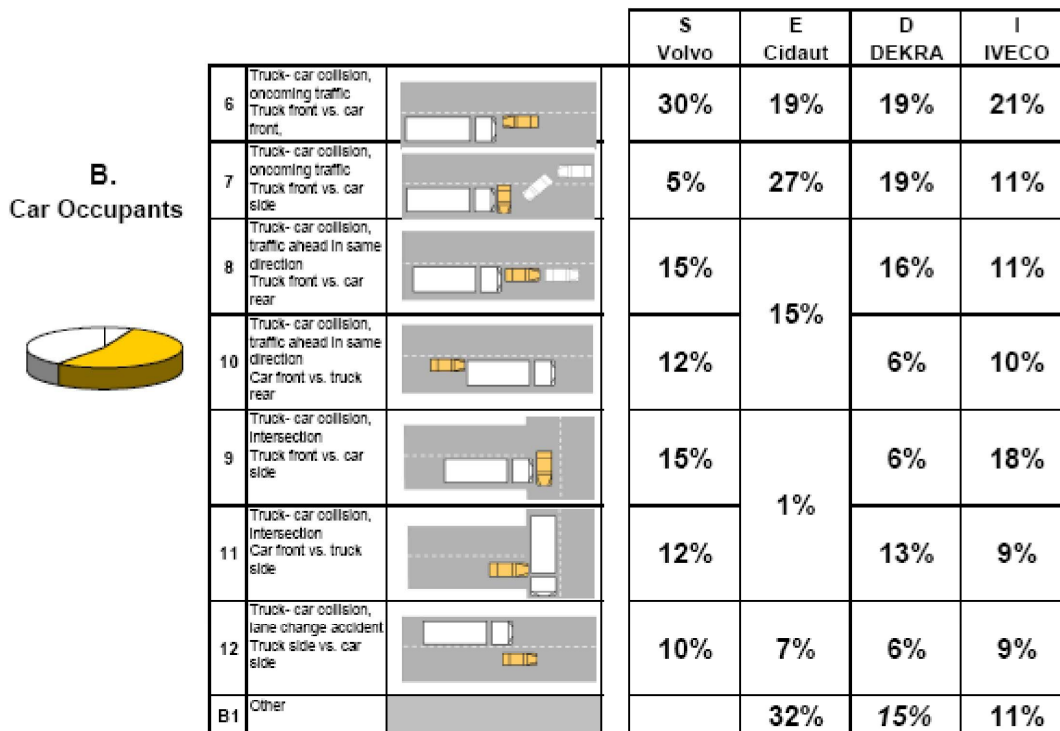 S E D I
Volvo Cidaut DEKRA IVECO
B.
Car Occupants
6
Truck- car collision,
oncoming traffic
Truck front vs. car
front,
30% 19% 19% 21%
7
Truck- car collision,
oncoming traffic
Truck front vs. car
side
5% 27% 19% 11%
8
Truck- car collision,
traffic ahead in same
direction
Truck front vs. car
rear
15% 16% 11%
15%
10
Truck- car collision,
traffic ahead in same
direction
Car front vs. truck
rear
12% 6% 10%
9
Truck- car collision,
intersection
Truck front vs. car
side
15% 6% 18%
1%
11
Truck- car collision,
intersection
Car front vs. truck
side
12% 13% 9%
12
Truck- car collision,
lane change accident
Truck side vs. car
side
10% 7% 6% 9%
B1 Other
32% 15% 11%